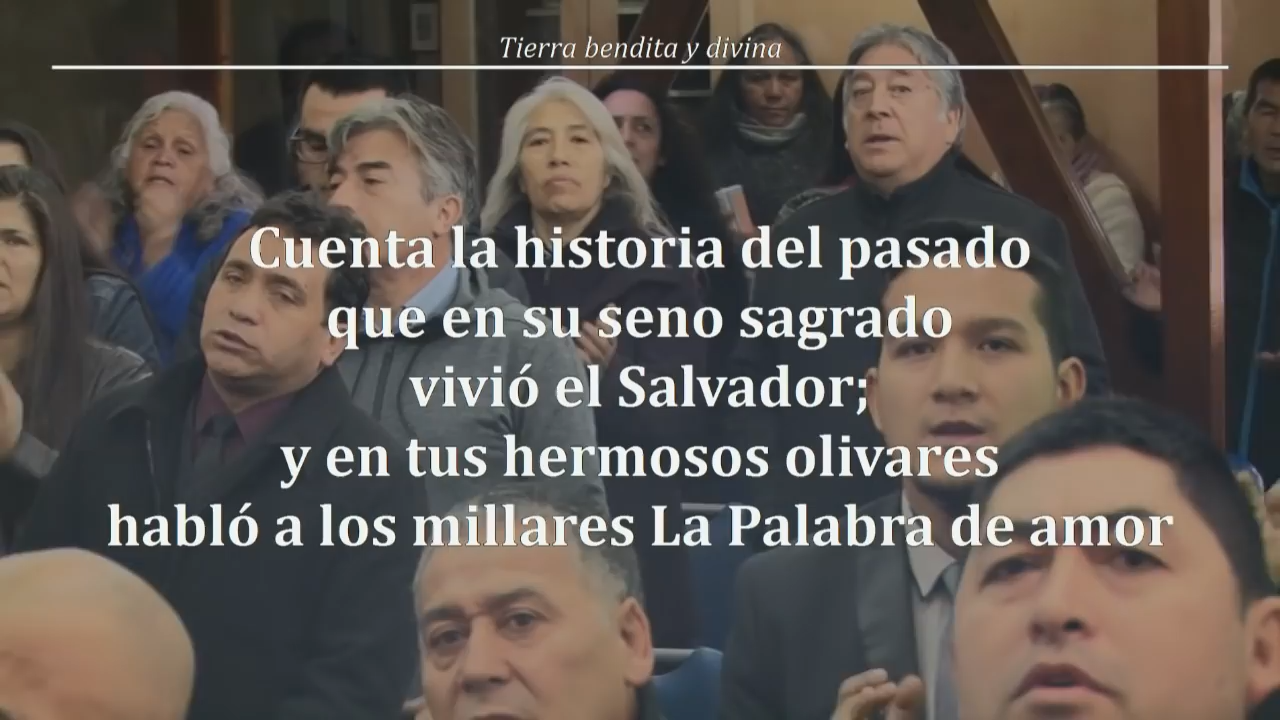 Tierra bendita y divina
Cuenta la historia del pasado
que en su seno sagrado
vivió el Salvador;
y en tus hermosos olivares
habló a los millares La Palabra de amor